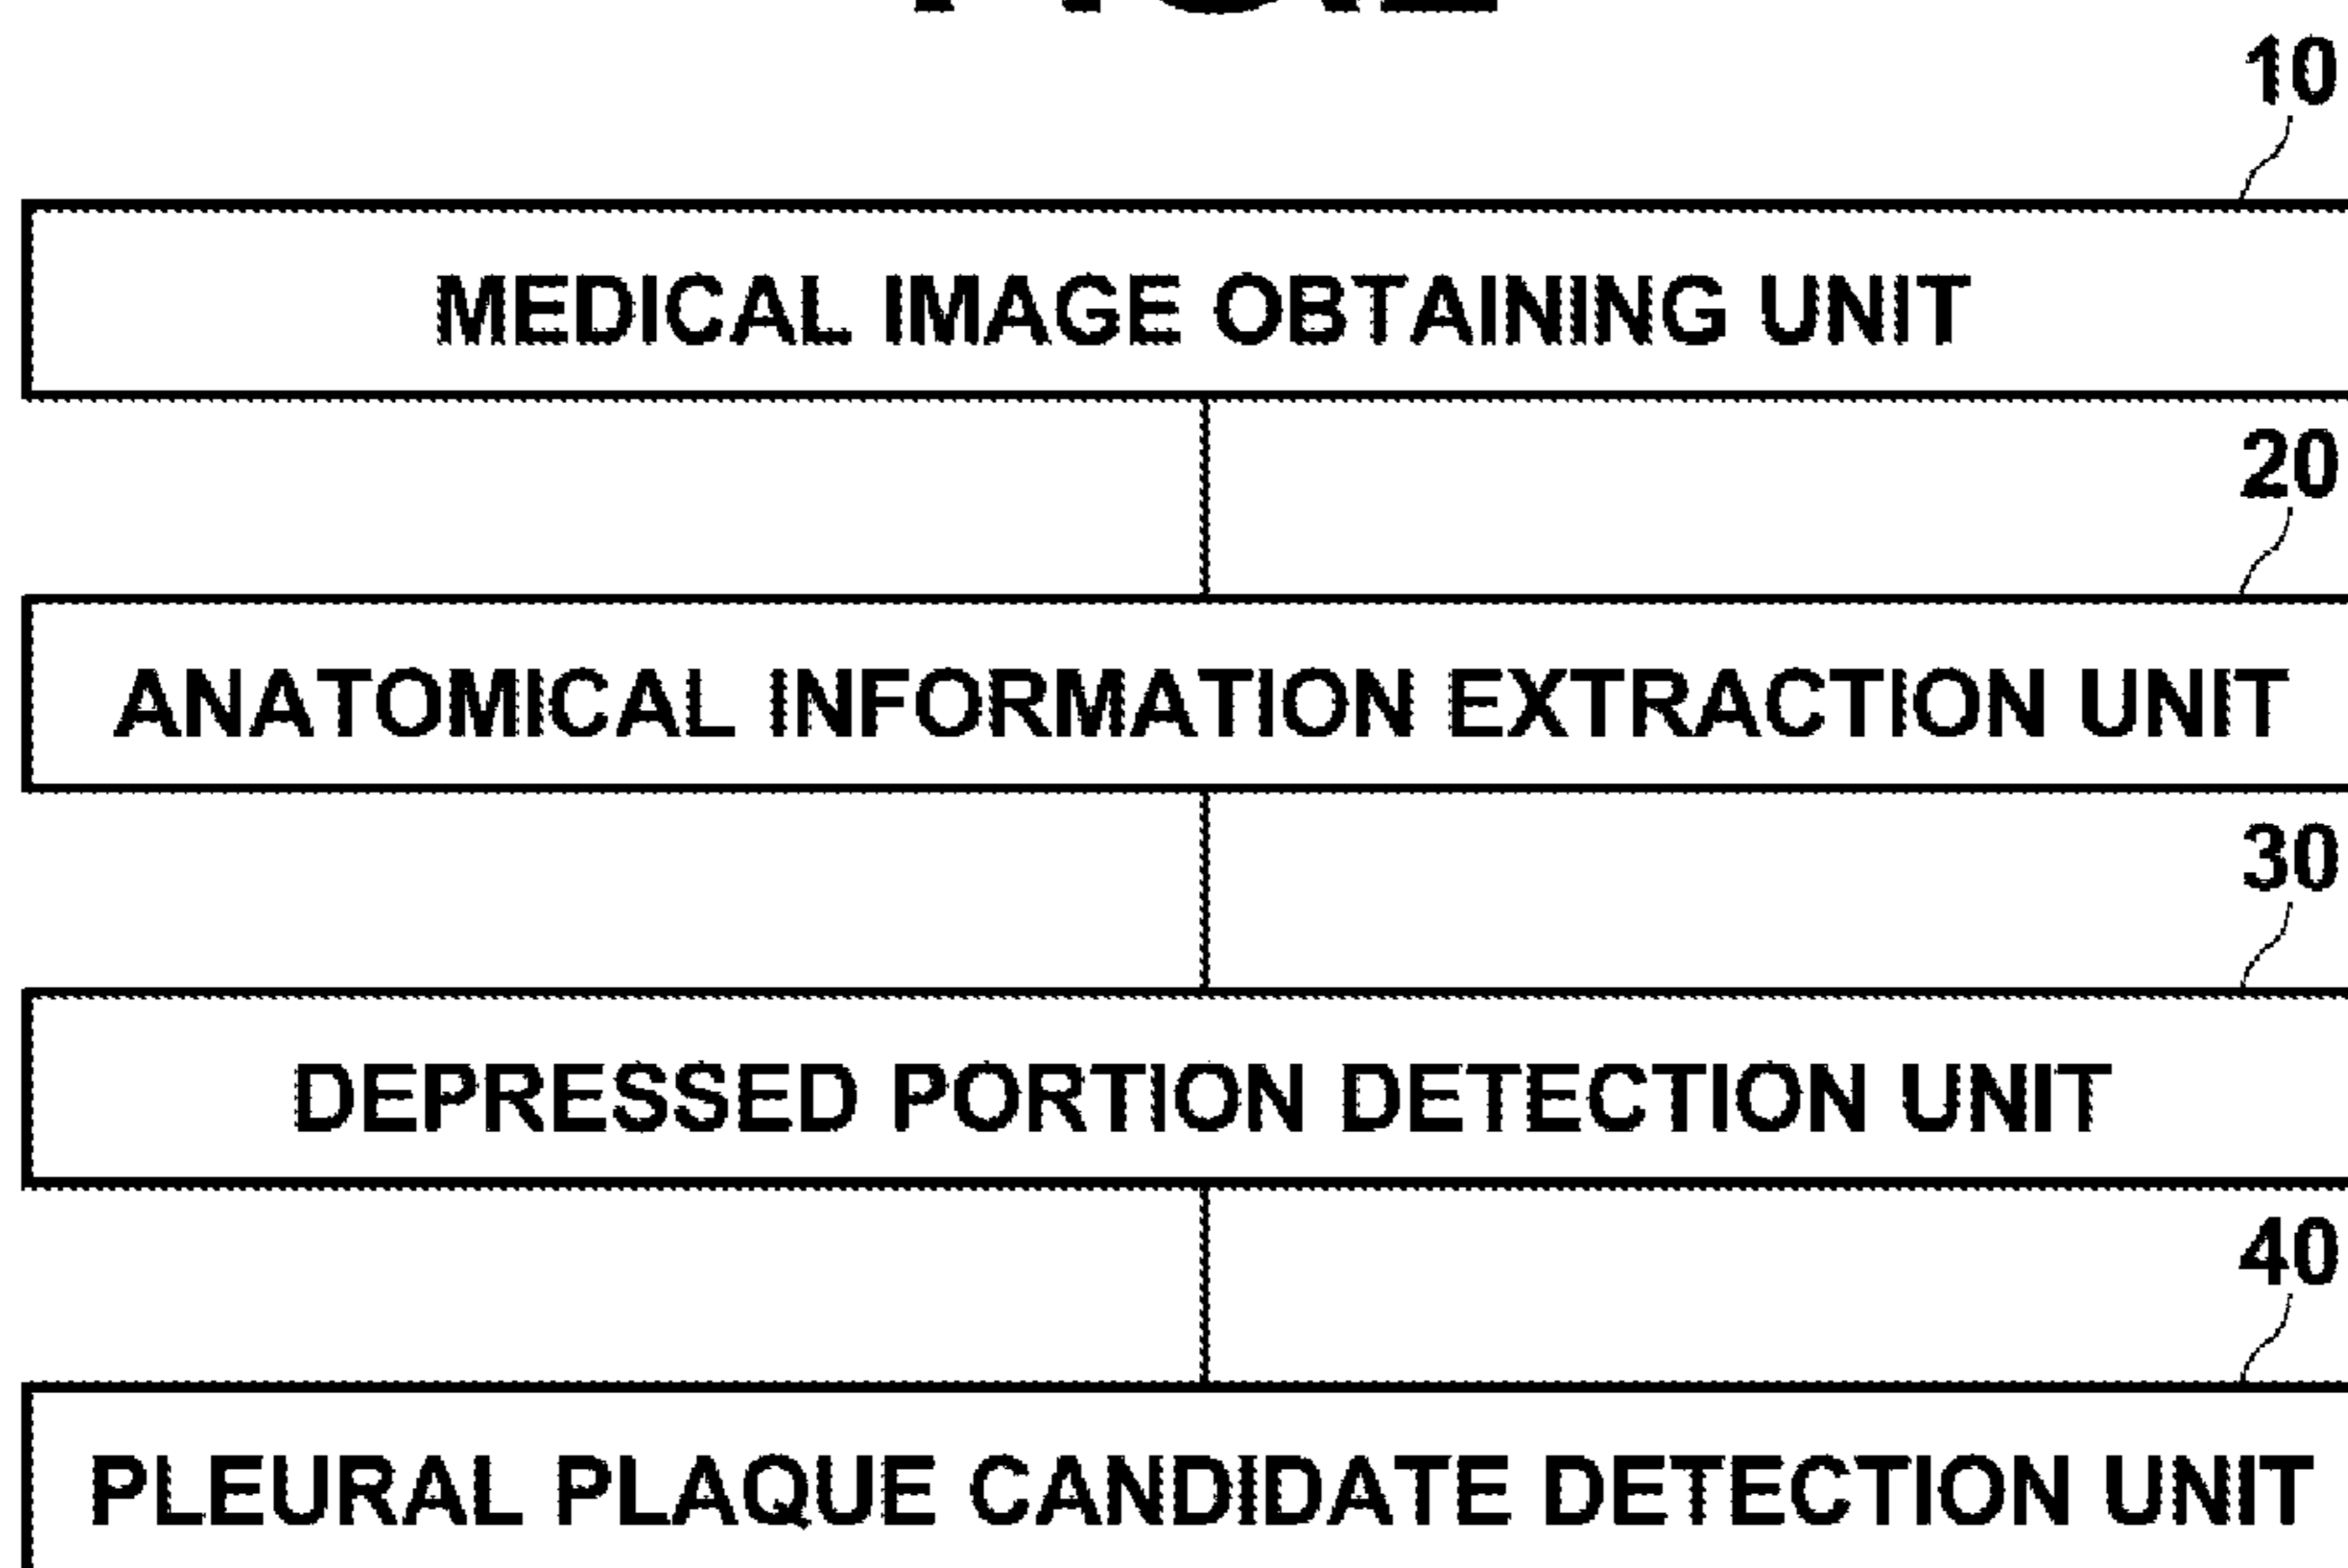 10
MEDICAL IMAGE OBTAINING UNIT
20
ANATOMICAL INFORMATION EXTRACTION UNIT
30
DEPRESSED PORTION DETECTION UNIT
40
PLEURAL PLAQUE CANDIDATE DETECTION UNIT